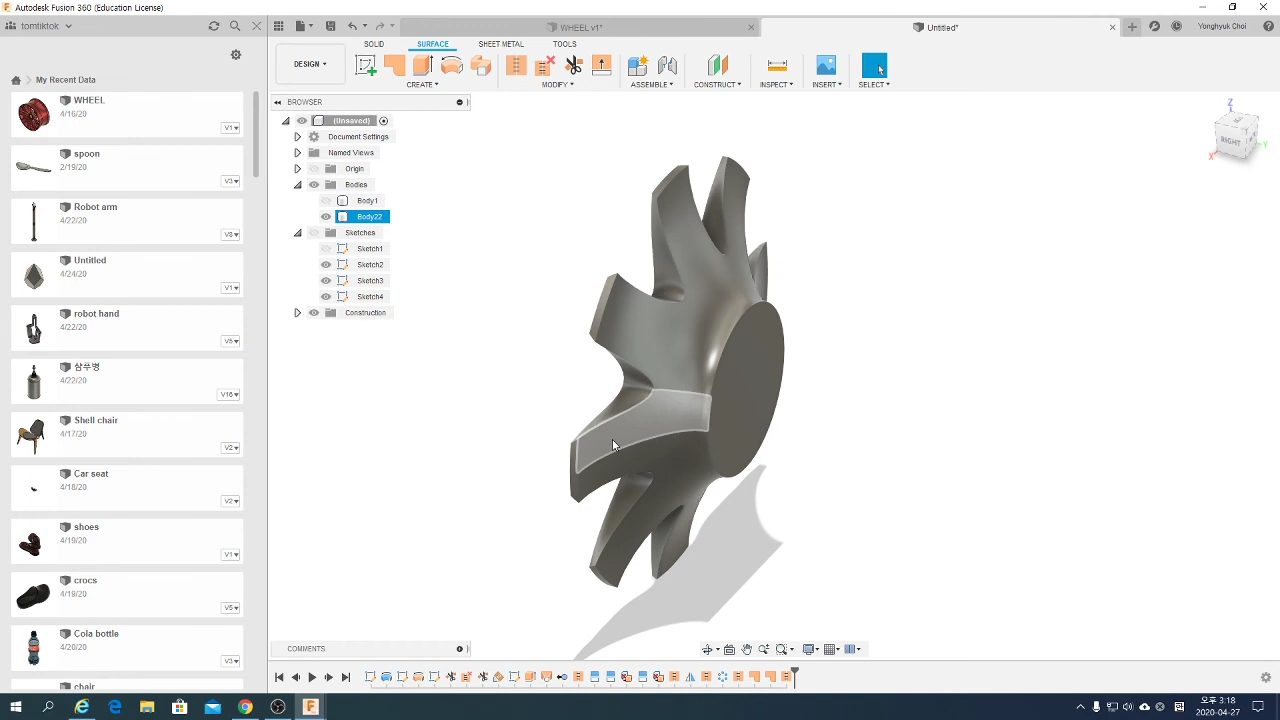 Autodesk Fusion 360 (Education License)
tomtiktok
WHEEL v1*
Untitled*
Yonghyuk Choi
SOLID
SURFACE
SHEET METAL
TOOLS
DESIGN
CREATE
MODIFY
ASSEMBLE
CONSTRUCT
INSPECT
INSERT
SELECT
My Recent Data
WHEEL
4/16/20
V1
spoon
2/19/20
V3
Robot arm
4/22/20
V8
Untitled
4/24/20
V1
robot hand
4/22/20
V5
샴푸병
4/22/20
V16
Shell chair
4/17/20
V2
Car seat
4/18/20
V2
shoes
4/19/20
V1
crocs
4/19/20
V5
Cola bottle
4/20/20
V3
chair
BROWSER
(Unsaved)
Document Settings
Named Views
Origin
Bodies
Body1
Body22
Sketches
Sketch1
Sketch2
Sketch3
Sketch4
Construction
Z
RIGHT
X
Y
COMMENTS
오후 3:18
2020-04-27